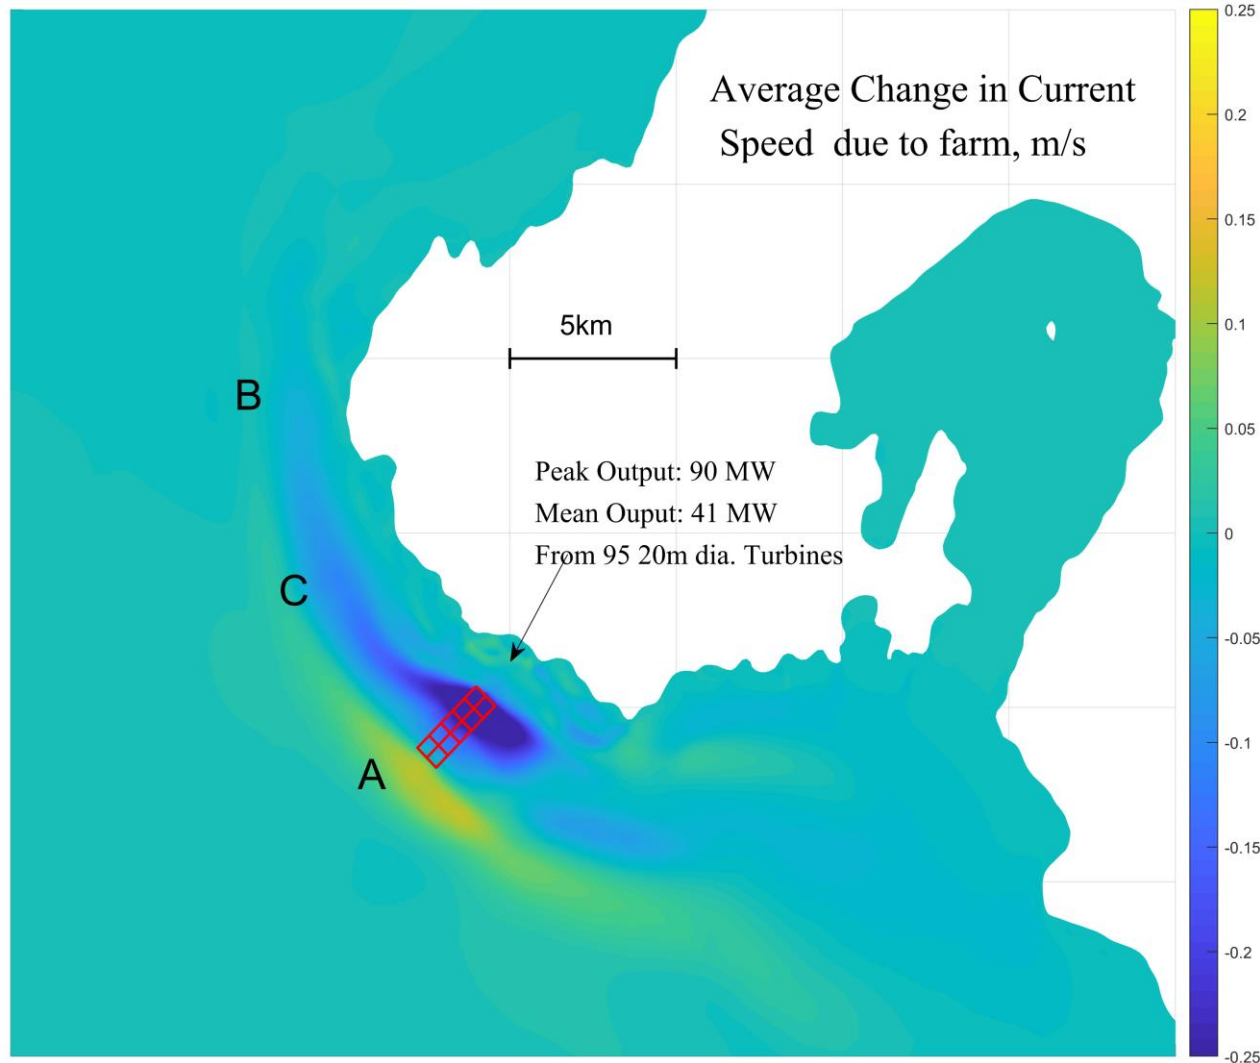 Average Change in Current
Speed due to farm, m/s
5km
B
Peak Output: 90 MW
Mean Ouput: 41 MW
From 95 20m dia. Turbines
C
A
0.25
0.2
0.15
0.1
0.05
0
-0.05
-0.1
-0.15
-0.2
-0.25